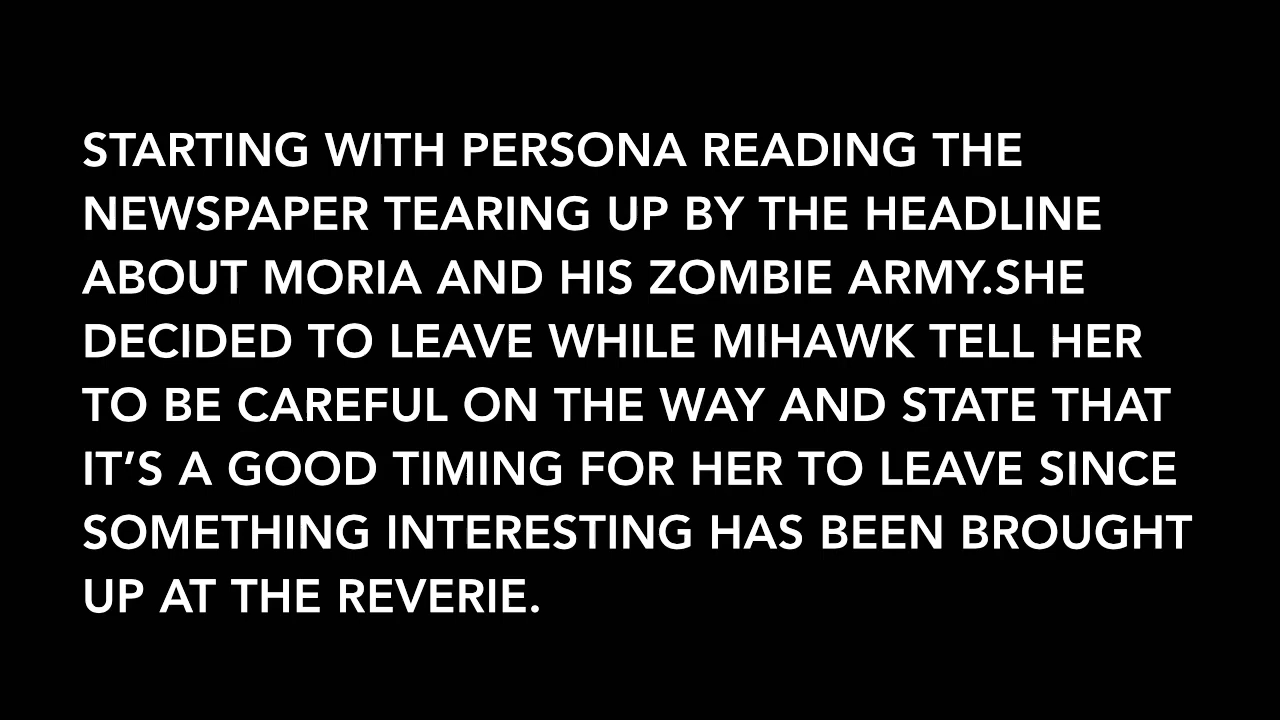 STARTING WITH PERSONA READING THE
NEWSPAPER TEARING UP BY THE HEADLINE
ABOUT MORIA AND HIS ZOMBIE ARMY.SHE
DECIDED TO LEAVE WHILE MIHAWK TELL HER
TO BE CAREFUL ON THE WAY AND STATE THAT
IT’S A GOOD TIMING FOR HER TO LEAVE SINCE
SOMETHING INTERESTING HAS BEEN BROUGHT
UP AT THE REVERIE.